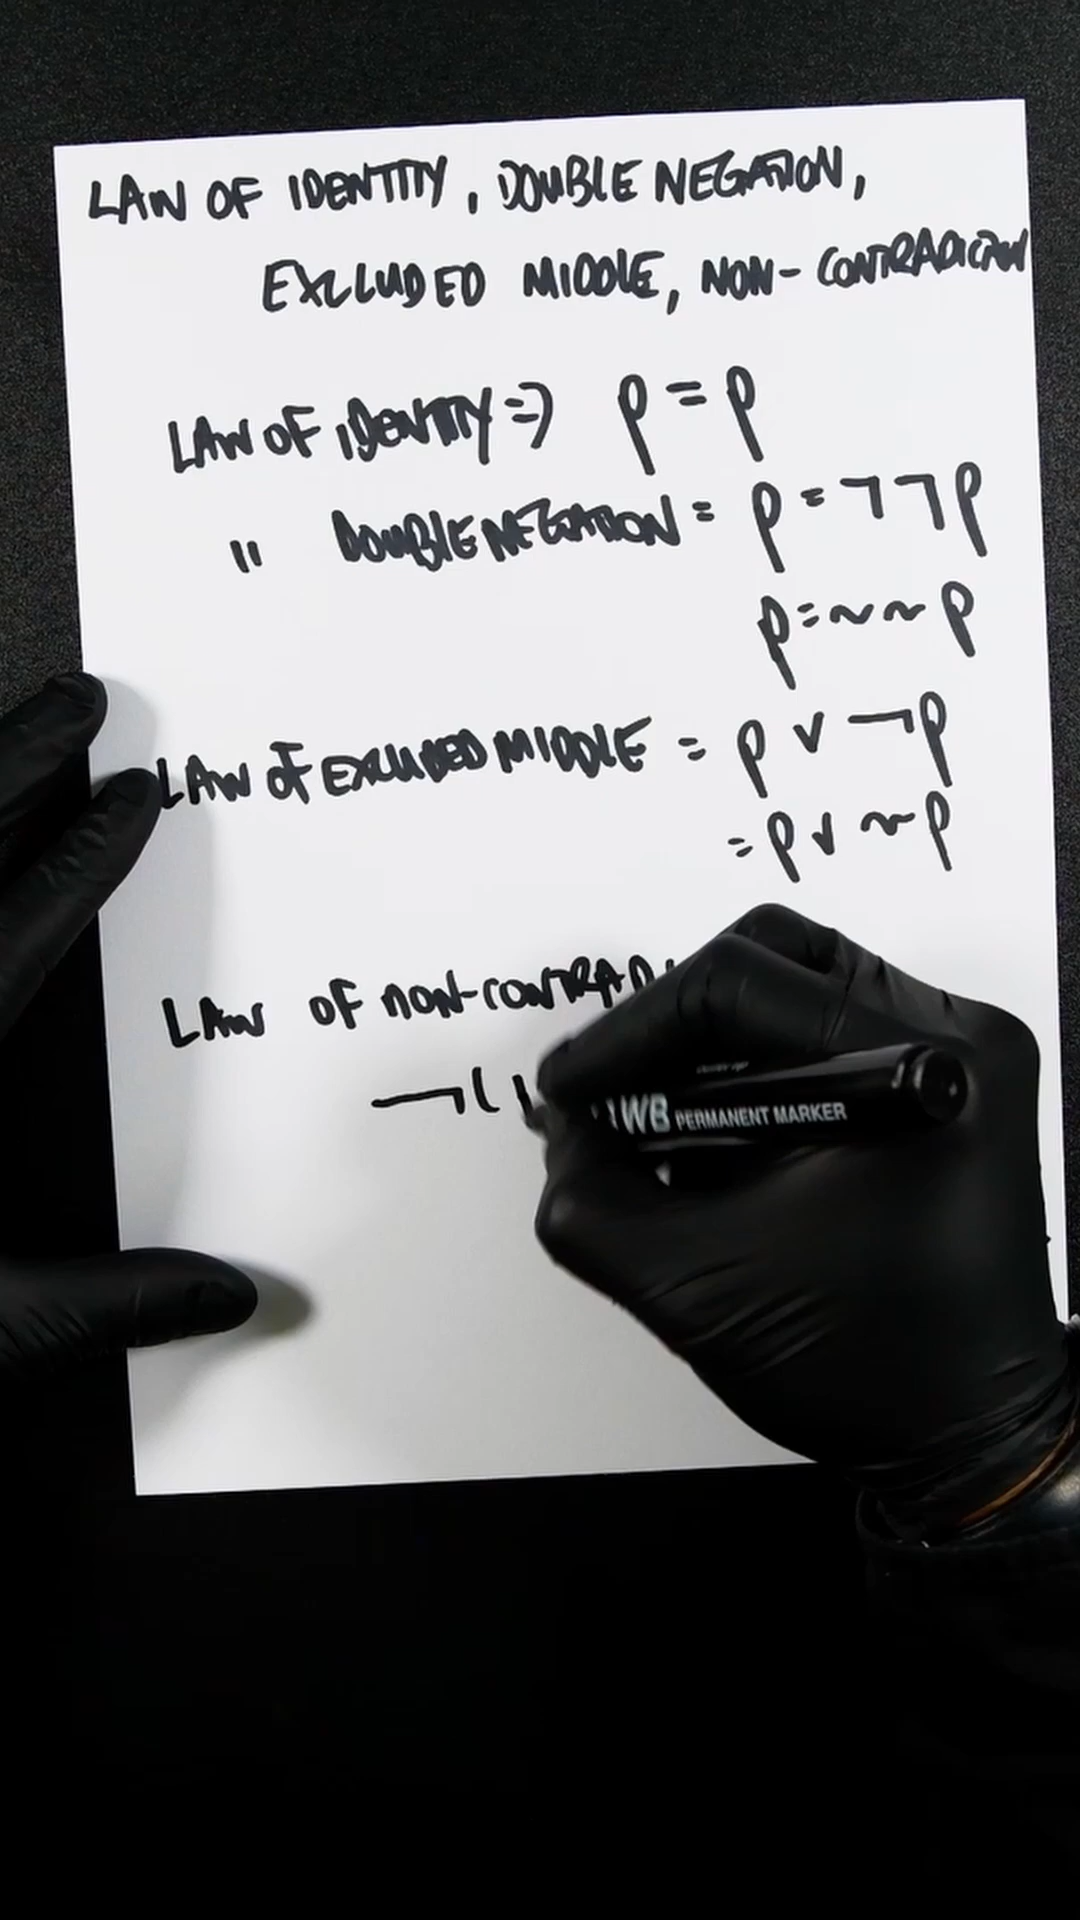 LAW OF IDENTITY, DOUBLE NEGATION,
EXCLUDED MIDDLE, NON-CONTRADICTION
LAW OF IDENTITY => p = p
" DOUBLE NEGATION = p = ¬¬p
p = ~~p
LAW OF EXCLUDED MIDDLE = p ∨ ¬p
= p ∨ ~p
LAW OF NON-CONTRAD
¬(
WB PERMANENT MARKER